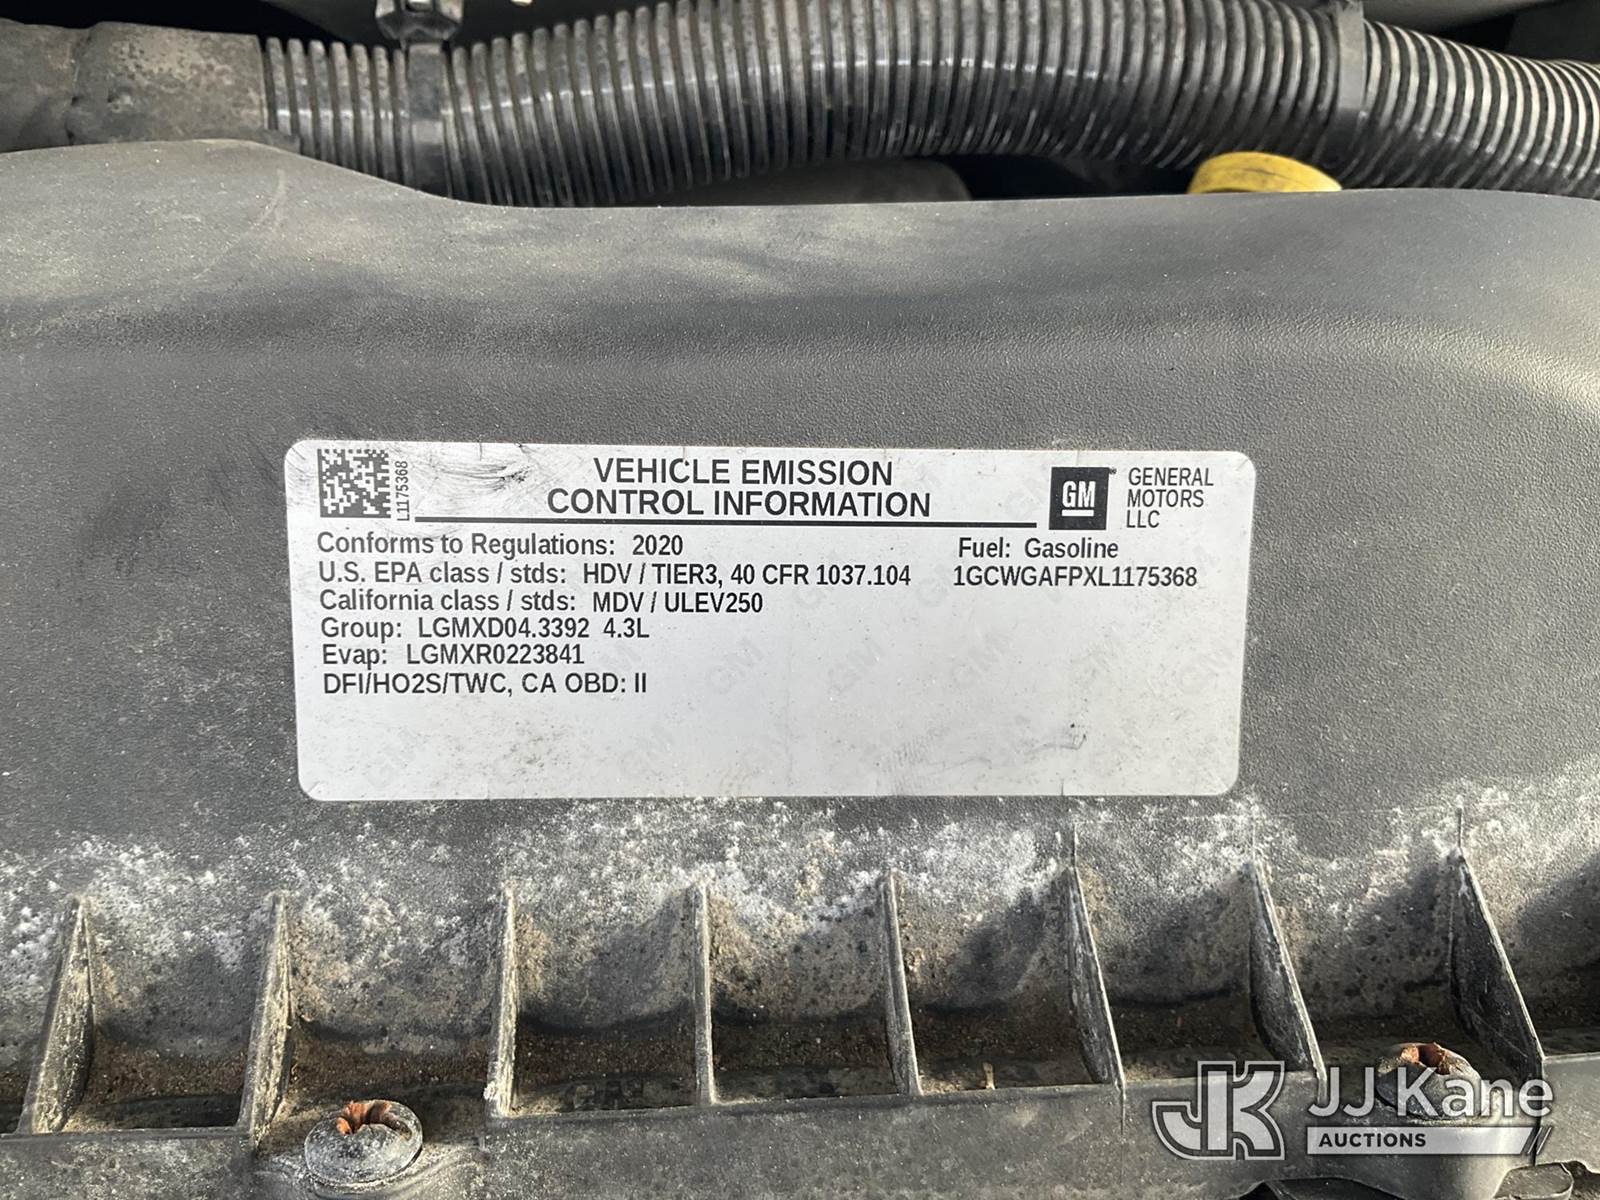 L1175368
VEHICLE EMISSION
CONTROL INFORMATION
GM
GENERAL
MOTORS
LLC
Conforms to Regulations: 2020
Fuel: Gasoline
U.S. EPA class / stds: HDV / TIER3, 40 CFR 1037.104
1GCWGAFPXL1175368
California class / stds: MDV / ULEV250
Group: LGMXD04.3392 4.3L
Evap: LGMXR0223841
DFI/HO2S/TWC, CA OBD: II
JK
JJ Kane
AUCTIONS